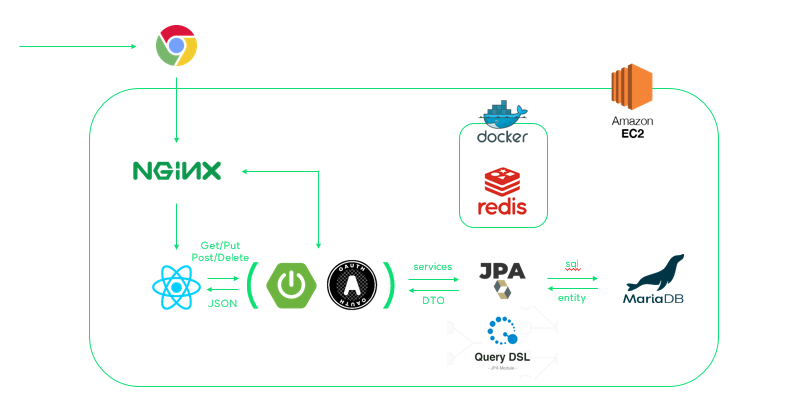 Amazon
EC2
docker
NGINX
redis
Get/Put
Post/Delete
JSON
OAUTH
A
OAUTH
services
DTO
JPA
sql
entity
MariaDB
Query DSL
- JPA Module -